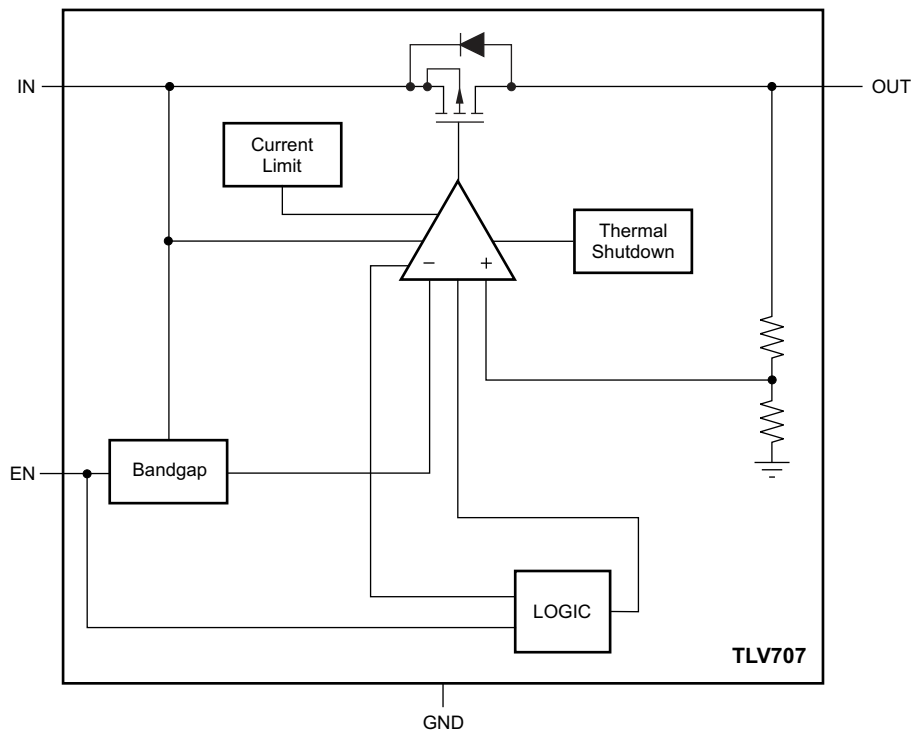 IN
OUT
Current
Limit
Thermal
Shutdown
−
+
EN
Bandgap
LOGIC
TLV707
GND